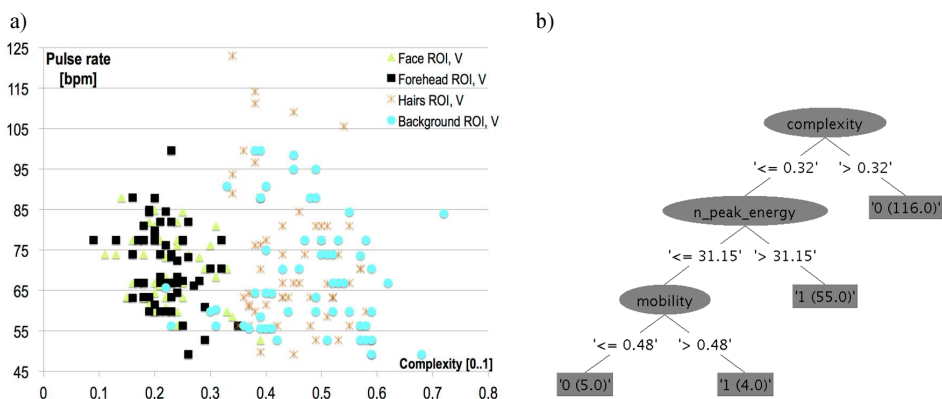 a)
b)
Pulse rate
[bpm]
Face ROI, V
Forehead ROI, V
Hairs ROI, V
Background ROI, V
125
115
105
95
85
75
65
55
45
Complexity [0..1]
0
0.1
0.2
0.3
0.4
0.5
0.6
0.7
0.8
complexity
'<= 0.32'
'> 0.32'
n_peak_energy
'0 (116.0)'
'<= 31.15'
'> 31.15'
mobility
'1 (55.0)'
'<= 0.48'
'> 0.48'
'0 (5.0)'
'1 (4.0)'